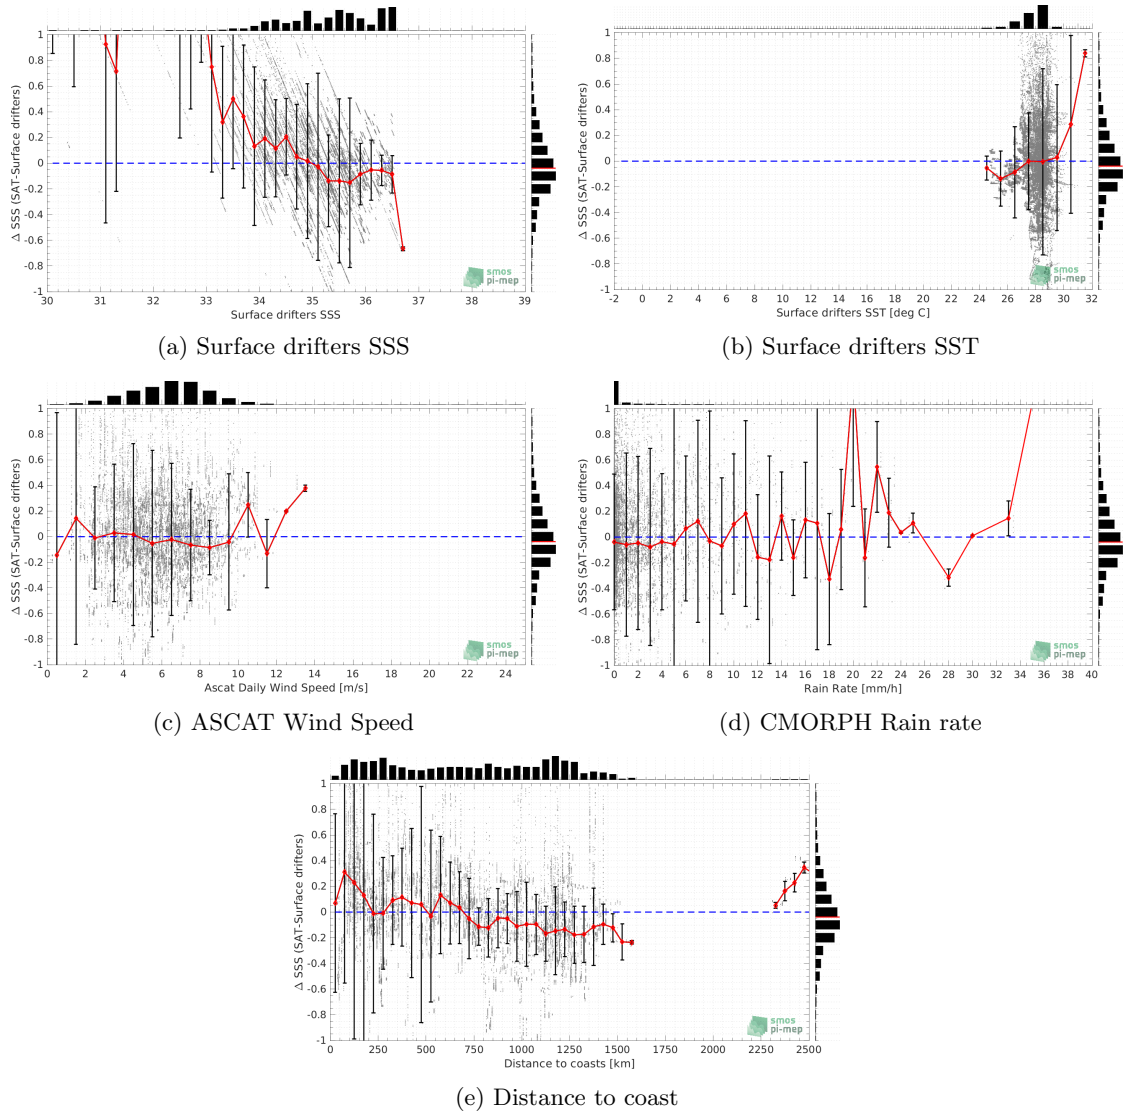 Δ SSS (SAT-Surface drifters)
1
0.8
0.6
0.4
0.2
0
-0.2
-0.4
-0.6
-0.8
-1
30 31 32 33 34 35 36 37 38 39
Surface drifters SSS
smos
pi-mep
(a) Surface drifters SSS
Δ SSS (SAT-Surface drifters)
1
0.8
0.6
0.4
0.2
0
-0.2
-0.4
-0.6
-0.8
-1
-2 0 2 4 6 8 10 12 14 16 18 20 22 24 26 28 30 32
Surface drifters SST [deg C]
smos
pi-mep
(b) Surface drifters SST
Δ SSS (SAT-Surface drifters)
1
0.8
0.6
0.4
0.2
0
-0.2
-0.4
-0.6
-0.8
-1
0 2 4 6 8 10 12 14 16 18 20 22 24
Ascat Daily Wind Speed [m/s]
smos
pi-mep
(c) ASCAT Wind Speed
Δ SSS (SAT-Surface drifters)
1
0.8
0.6
0.4
0.2
0
-0.2
-0.4
-0.6
-0.8
-1
0 2 4 6 8 10 12 14 16 18 20 22 24 26 28 30 32 34 36 38 40
Rain Rate [mm/h]
smos
pi-mep
(d) CMORPH Rain rate
Δ SSS (SAT-Surface drifters)
1
0.8
0.6
0.4
0.2
0
-0.2
-0.4
-0.6
-0.8
-1
0 250 500 750 1000 1250 1500 1750 2000 2250 2500
Distance to coasts [km]
smos
pi-mep
(e) Distance to coast